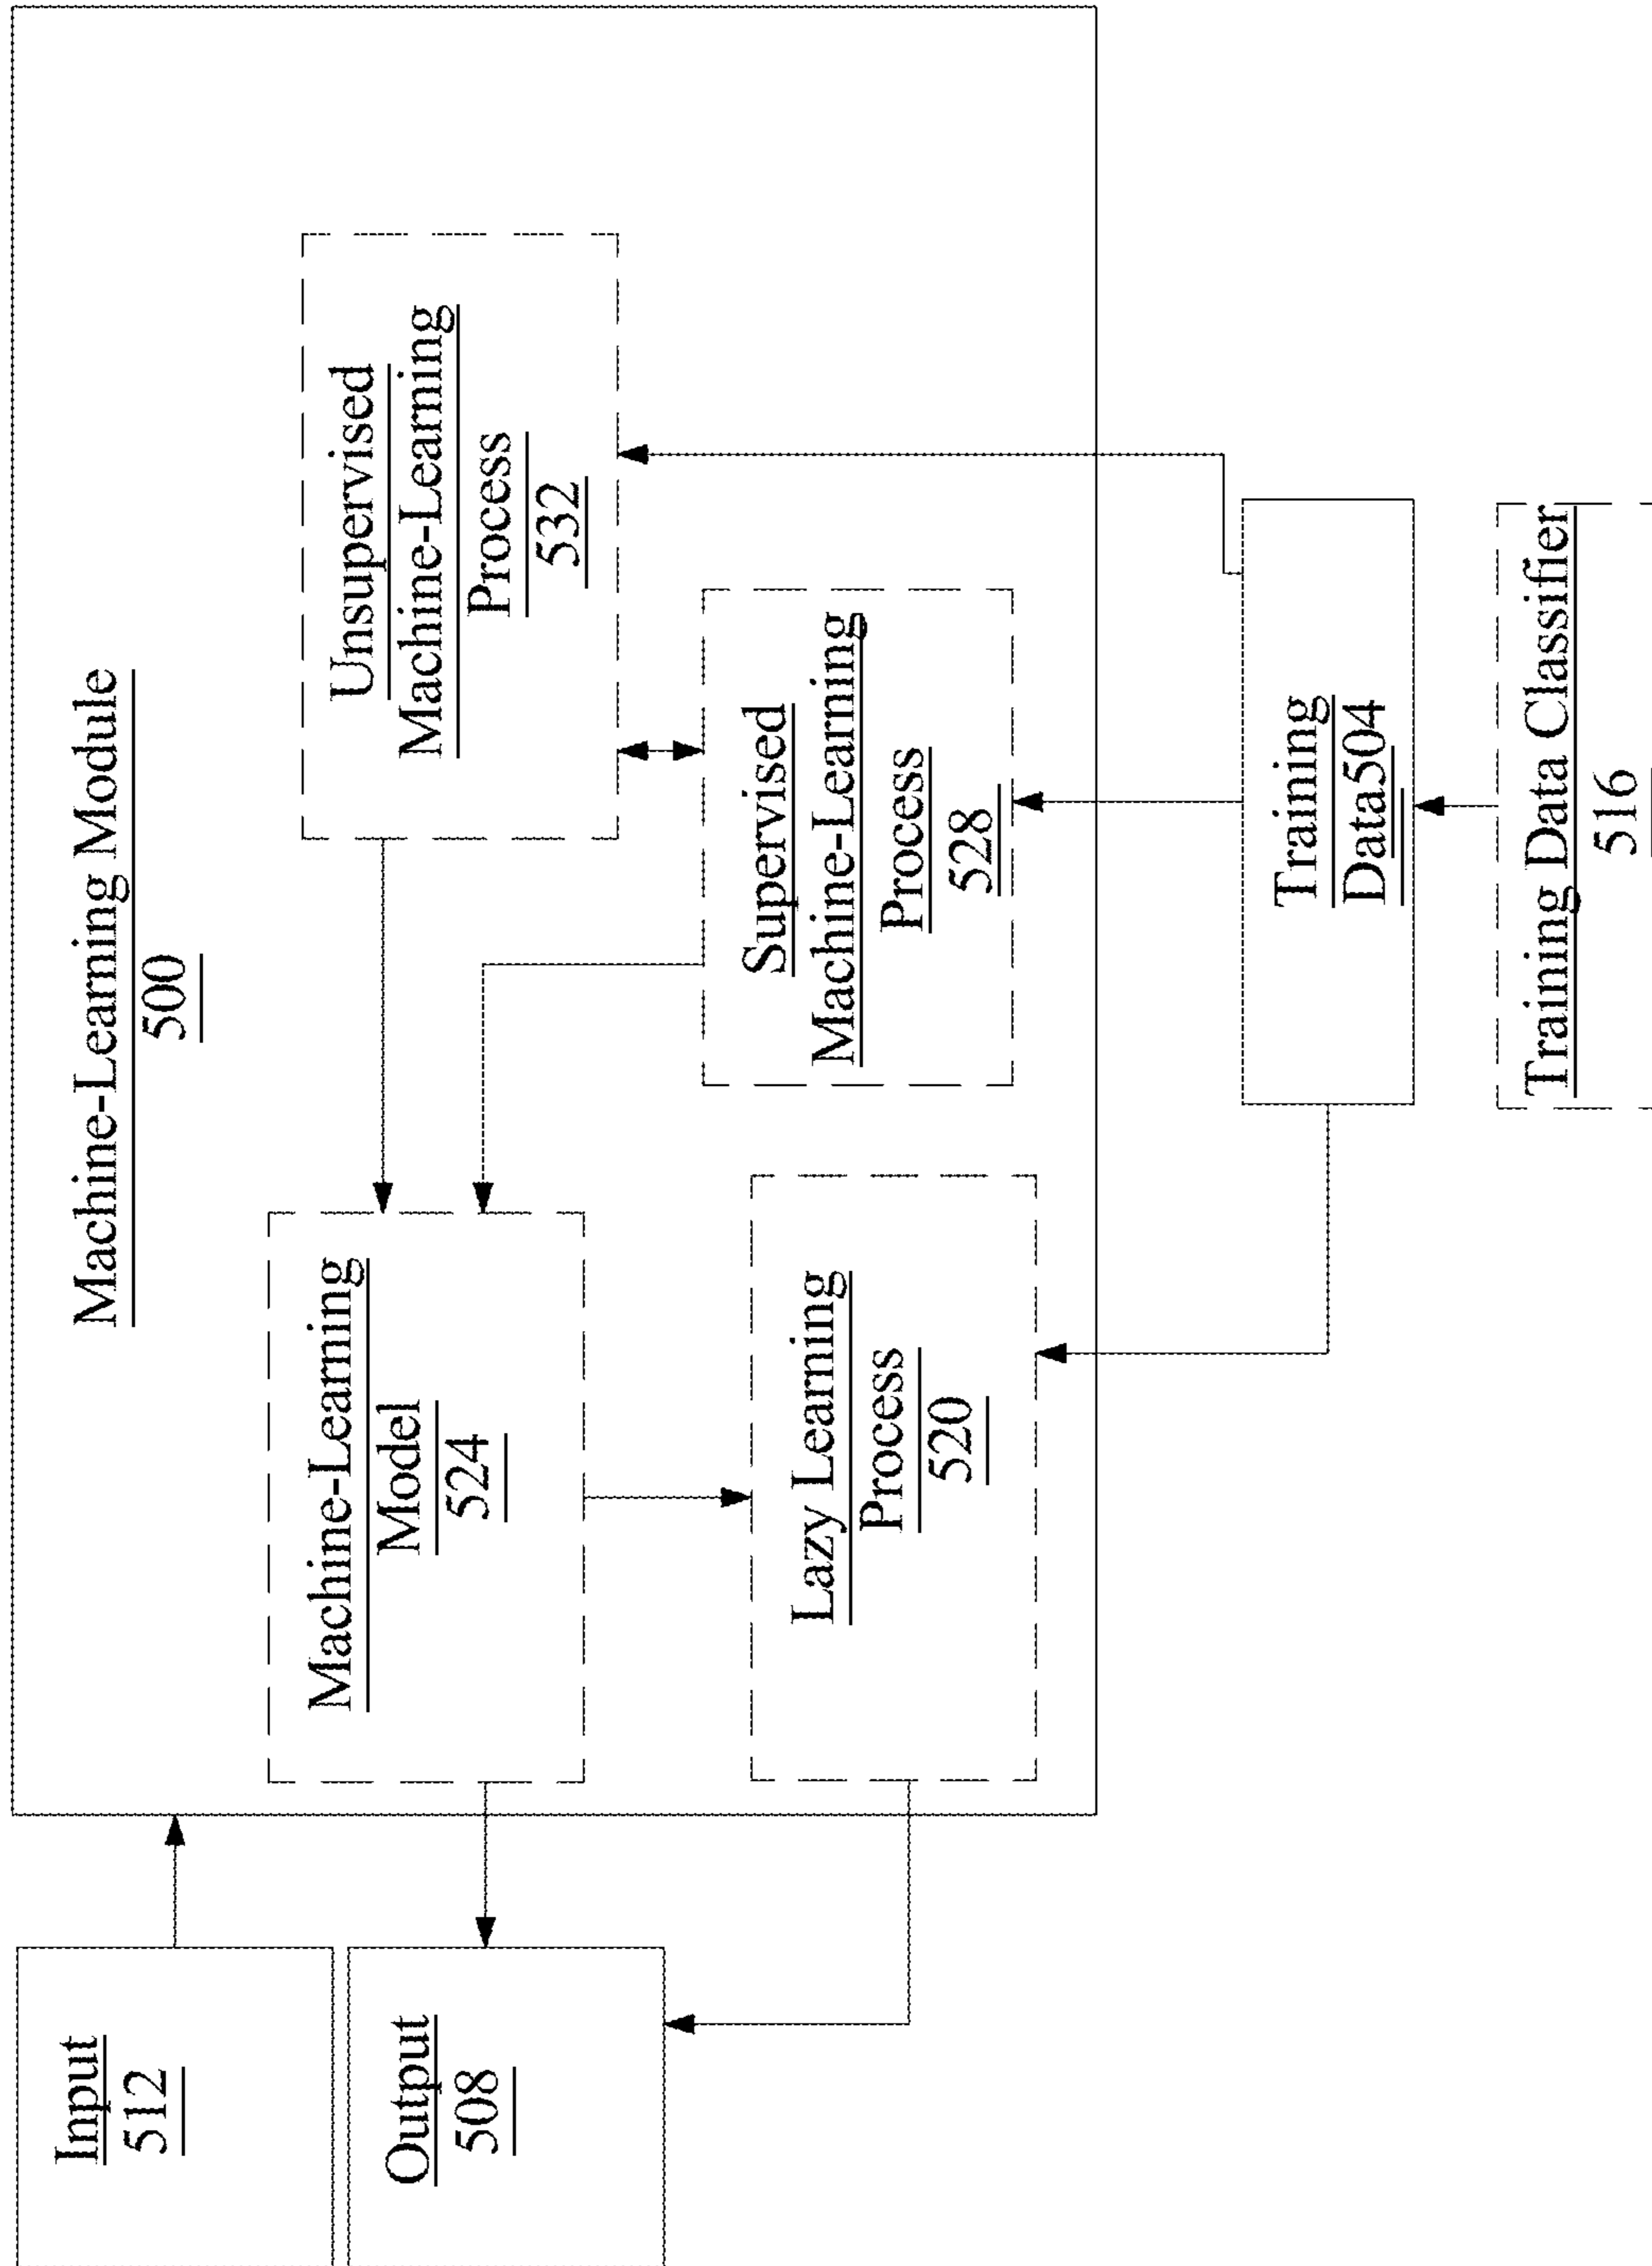 Machine-Learning Module
500
Input
512
Output
508
Machine-Learning
Model
524
Unsupervised
Machine-Learning
Process
532
Lazy Learning
Process
520
Supervised
Machine-Learning
Process
528
Training
Data504
Training Data Classifier
516